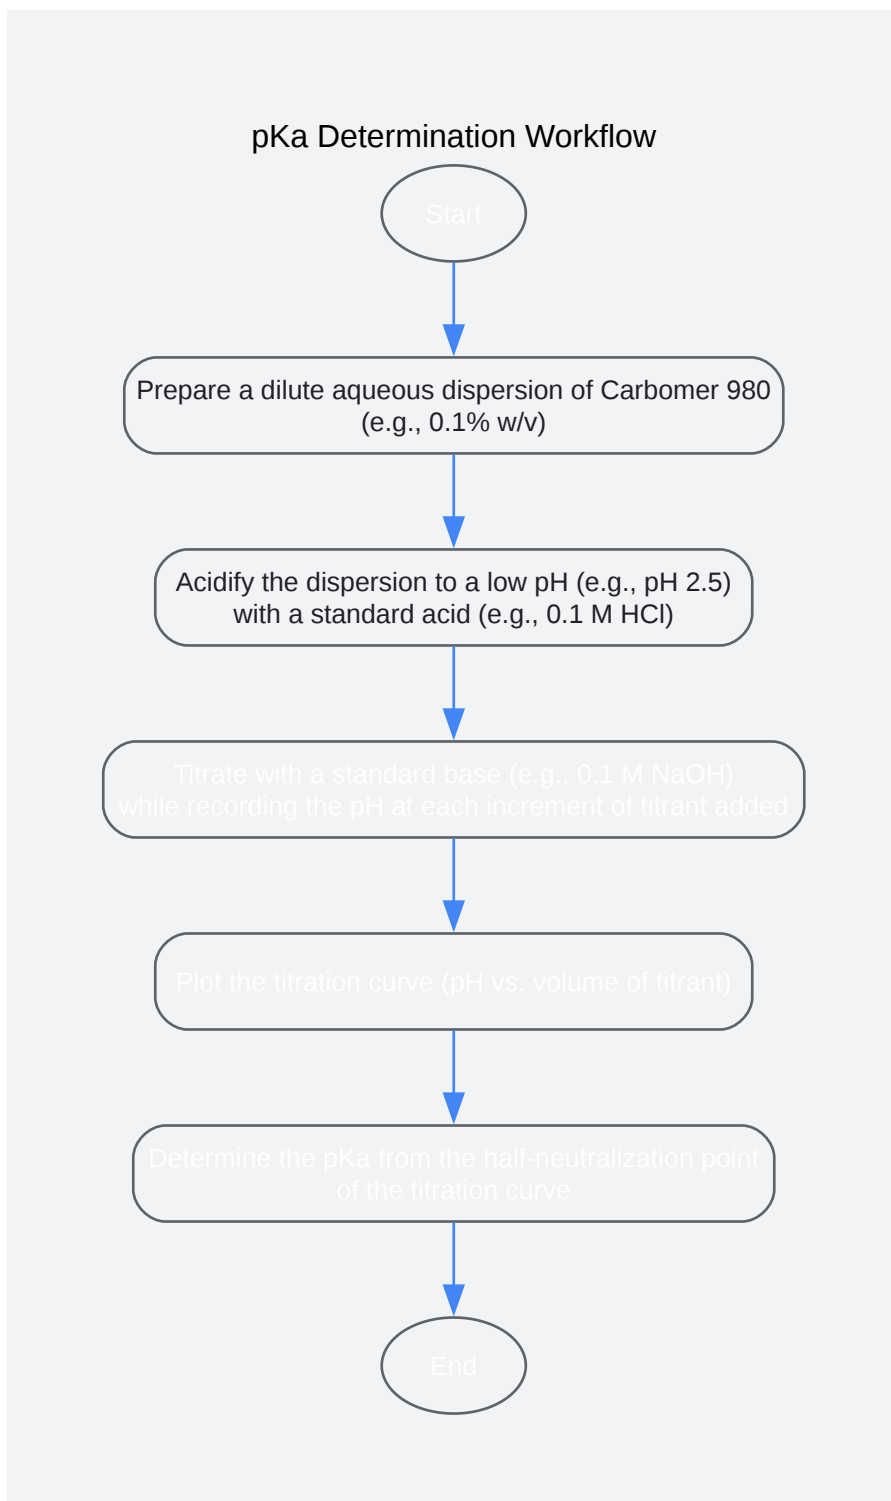 pKa Determination Workflow
Start
Prepare a dilute aqueous dispersion of Carbomer 980
(e.g., 0.1% w/v)
Acidify the dispersion to a low pH (e.g., pH 2.5)
with a standard acid (e.g., 0.1 M HCl)
Titrate with a standard base (e.g., 0.1 M NaOH)
while recording the pH at each increment of titrant added
Plot the titration curve (pH vs. volume of titrant)
Determine the pKa from the half-neutralization point
of the titration curve
End